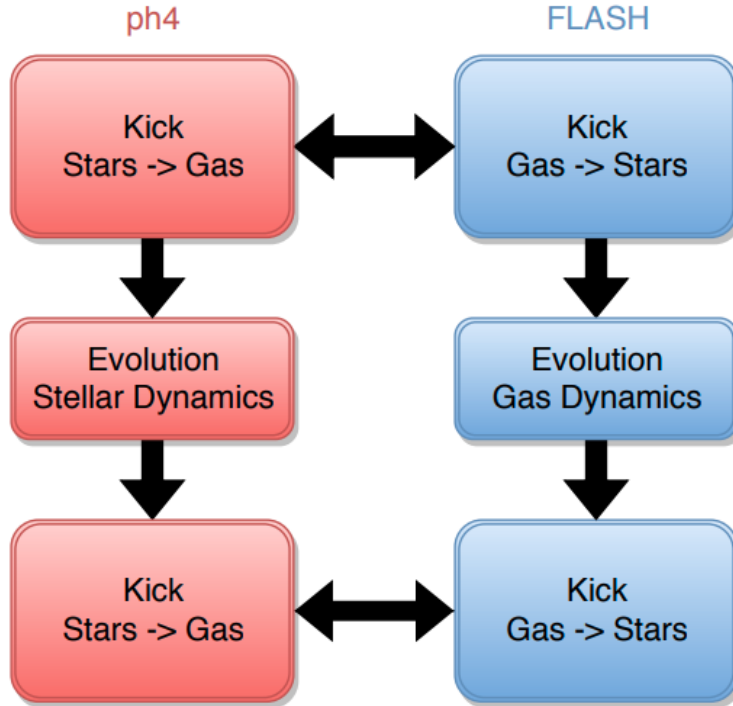 ph4
FLASH
Kick
Stars -> Gas
Kick
Gas -> Stars
Evolution
Stellar Dynamics
Evolution
Gas Dynamics
Kick
Stars -> Gas
Kick
Gas -> Stars